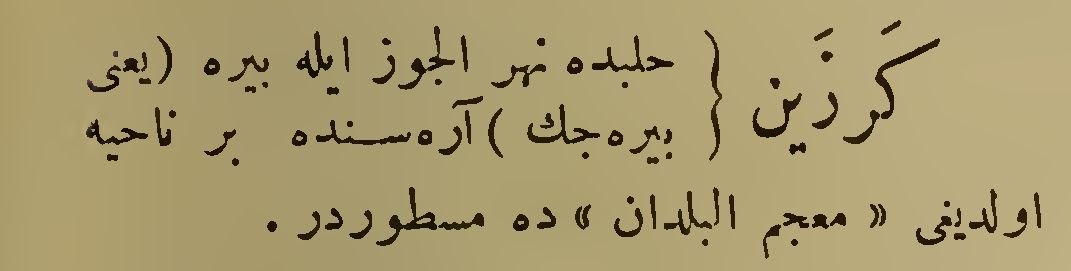 كَرزَين { حلبده نهر الجوز ايله بيره (يعنى
بيره‌جك) آره‌سنده بر ناحيه
اولديغى « معجم البلدان » ده مسطوردر .